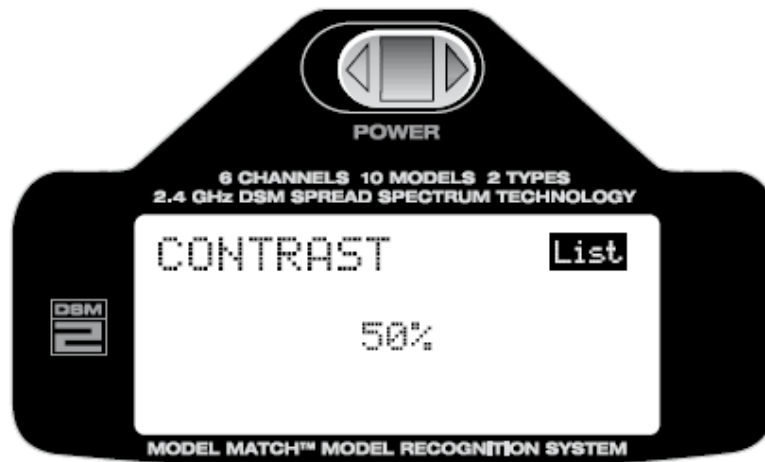 POWER
6 CHANNELS 10 MODELS 2 TYPES
2.4 GHz DSM SPREAD SPECTRUM TECHNOLOGY
CONTRAST List
DSM
2
50%
MODEL MATCH™ MODEL RECOGNITION SYSTEM